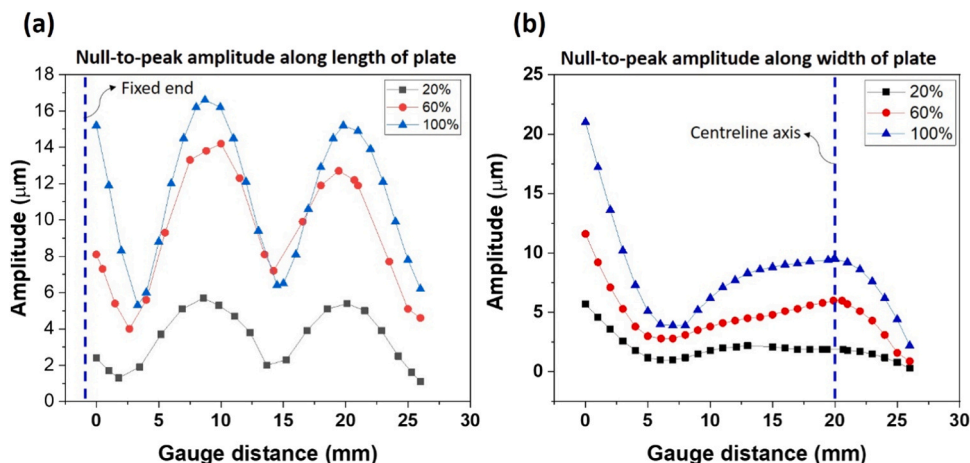 (a)
Null-to-peak amplitude along length of plate
18
16
14
12
10
8
6
4
2
0
Amplitude (μm)
Fixed end
20%
60%
100%
0 5 10 15 20 25 30
Gauge distance (mm)
(b)
Null-to-peak amplitude along width of plate
25
20
15
10
5
0
Amplitude (μm)
Centreline axis
20%
60%
100%
0 5 10 15 20 25 30
Gauge distance (mm)